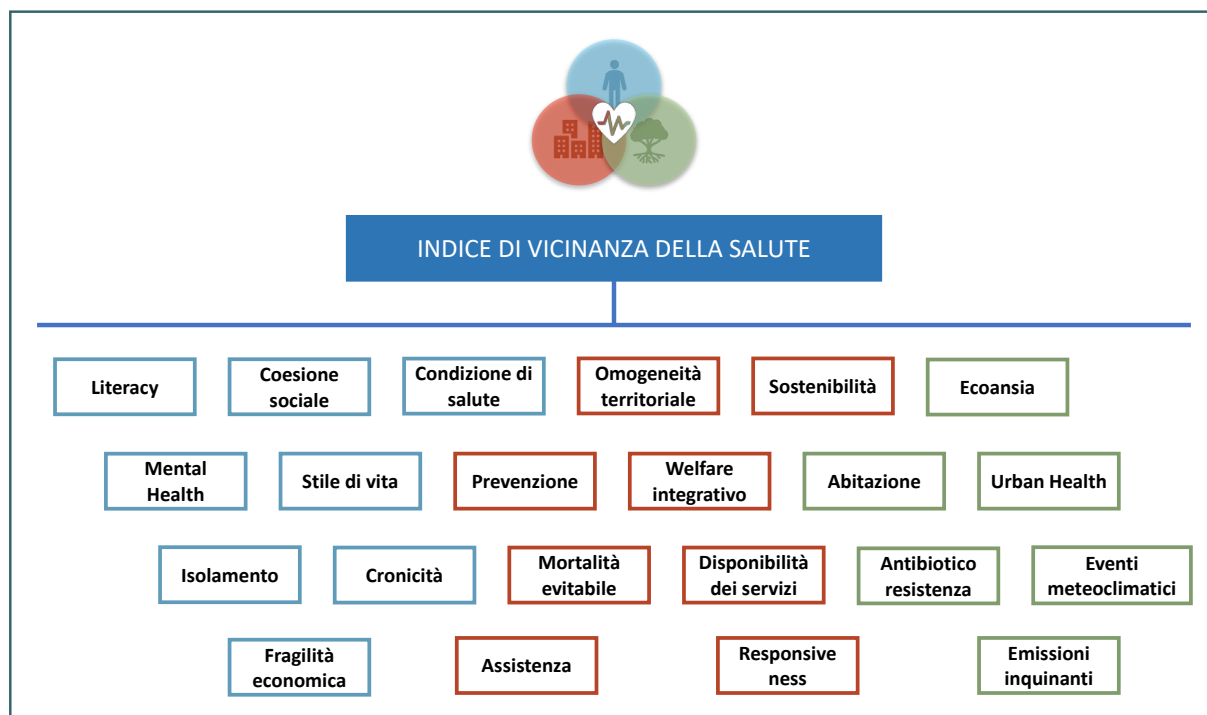 INDICE DI VICINANZA DELLA SALUTE
Literacy
Coesione
sociale
Condizione di
salute
Omogeneità
territoriale
Sostenibilità
Ecoansia
Mental
Health
Stile di vita
Prevenzione
Welfare
integrativo
Abitazione
Urban Health
Isolamento
Cronicità
Mortalità
evitabile
Disponibilità
dei servizi
Antibiotico
resistenza
Eventi
meteoclimatici
Fragilità
economica
Assistenza
Responsive
ness
Emissioni
inquinanti